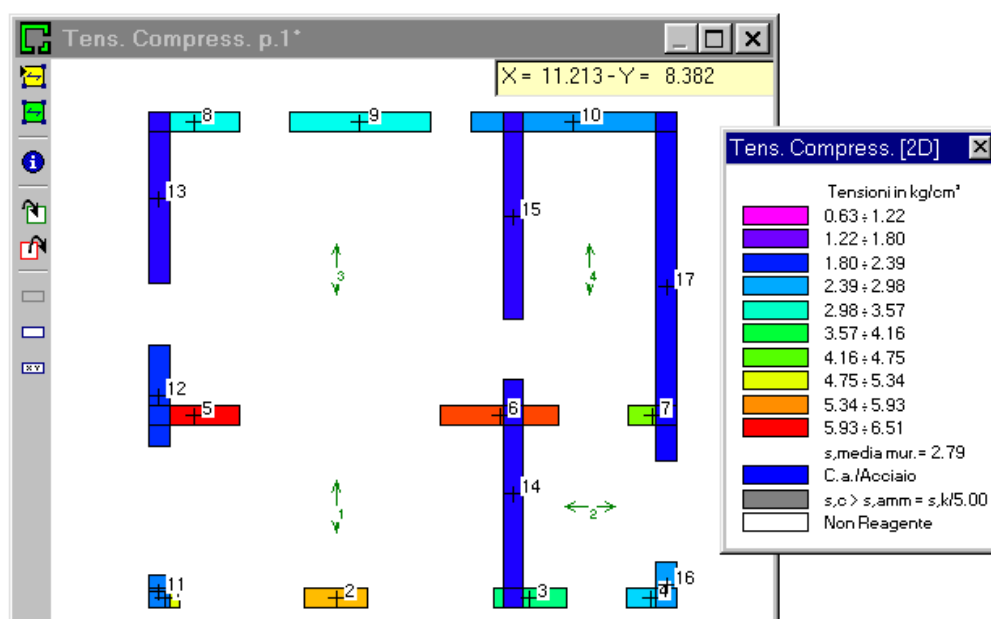 Tens. Compress. p.1*
X = 11.213 - Y = 8.382
8
9
10
13
15
17
3
4
12
5
6
7
14
1
2
11
2
3
4
16
Tens. Compress. [2D]
Tensioni in kg/cm²
0.63 ÷ 1.22
1.22 ÷ 1.80
1.80 ÷ 2.39
2.39 ÷ 2.98
2.98 ÷ 3.57
3.57 ÷ 4.16
4.16 ÷ 4.75
4.75 ÷ 5.34
5.34 ÷ 5.93
5.93 ÷ 6.51
s,media mur. = 2.79
C.a./Acciaio
s,c > s,amm = s,k/5.00
Non Reagente